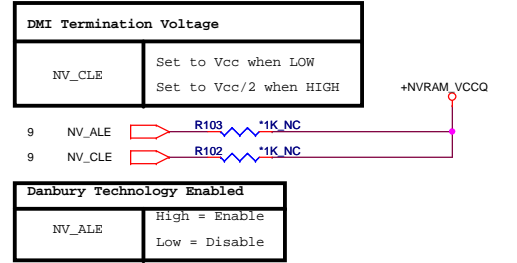 DMI Termination Voltage
NV_CLE
Set to Vcc when LOW
Set to Vcc/2 when HIGH
+NVRAM_VCCQ
9 NV_ALE R103 *1K_NC
9 NV_CLE R102 *1K_NC
Danbury Technology Enabled
NV_ALE
High = Enable
Low = Disable